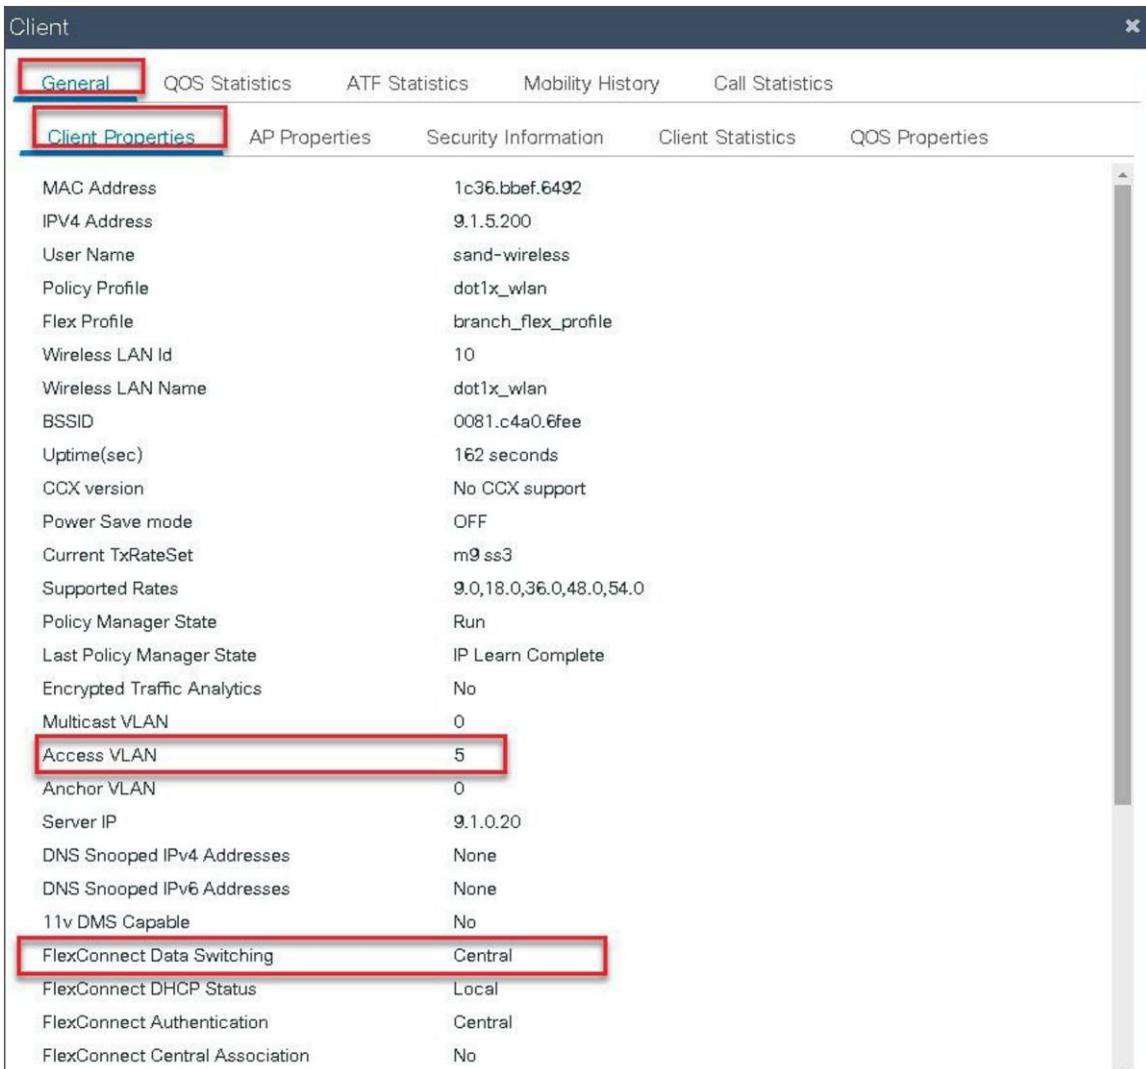 Client
General QOS Statistics ATF Statistics Mobility History Call Statistics
Client Properties AP Properties Security Information Client Statistics QOS Properties
MAC Address 1c36.bbef.6492
IPV4 Address 9.1.5.200
User Name sand-wireless
Policy Profile dot1x_wlan
Flex Profile branch_flex_profile
Wireless LAN Id 10
Wireless LAN Name dot1x_wlan
BSSID 0081.c4a0.6fee
Uptime(sec) 162 seconds
CCX version No CCX support
Power Save mode OFF
Current TxRateSet m9 ss3
Supported Rates 9.0,18.0,36.0,48.0,54.0
Policy Manager State Run
Last Policy Manager State IP Learn Complete
Encrypted Traffic Analytics No
Multicast VLAN 0
Access VLAN 5
Anchor VLAN 0
Server IP 9.1.0.20
DNS Snooped IPv4 Addresses None
DNS Snooped IPv6 Addresses None
11v DMS Capable No
FlexConnect Data Switching Central
FlexConnect DHCP Status Local
FlexConnect Authentication Central
FlexConnect Central Association No